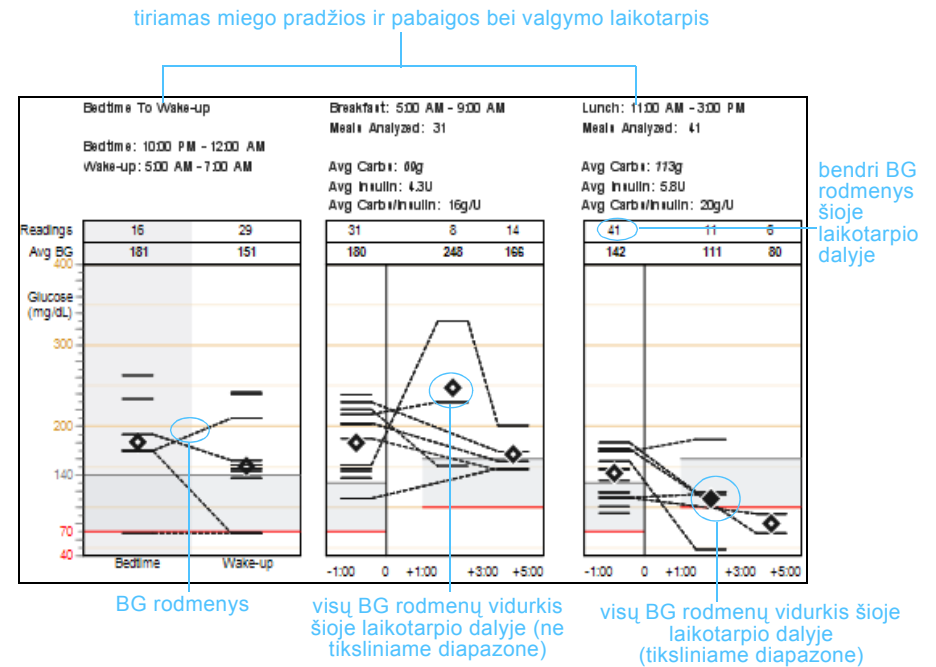 tiriamas miego pradžios ir pabaigos bei valgymo laikotarpis
Bedtime To Wake-up
Bedtime: 10:00 PM - 12:00 AM
Wake-up: 5:00 AM - 7:00 AM
Breakfast: 5:00 AM - 9:00 AM
Meals Analyzed: 31
Avg Carbs: 69g
Avg Insulin: 4.3U
Avg Carbs/Insulin: 16g/U
Lunch: 11:00 AM - 3:00 PM
Meals Analyzed: 41
Avg Carbs: 113g
Avg Insulin: 5.8U
Avg Carbs/Insulin: 20g/U
bendri BG
rodmenys
šioje
laikotarpio
dalyje
Readings 16 29 31 8 14 41 11
Avg BG 181 151 180 248 166 142 111 80
400
Glucose
(mg/dL)
300
200
140
70
40
Bedtime Wake-up
-1:00 0 +1:00 +3:00 +5:00
-1:00 0 +1:00 +3:00 +5:00
BG rodmenys
visų BG rodmenų vidurkis
šioje laikotarpio dalyje (ne
tiksliniame diapazone)
visų BG rodmenų vidurkis šioje
laikotarpio dalyje
(tiksliniame diapazone)